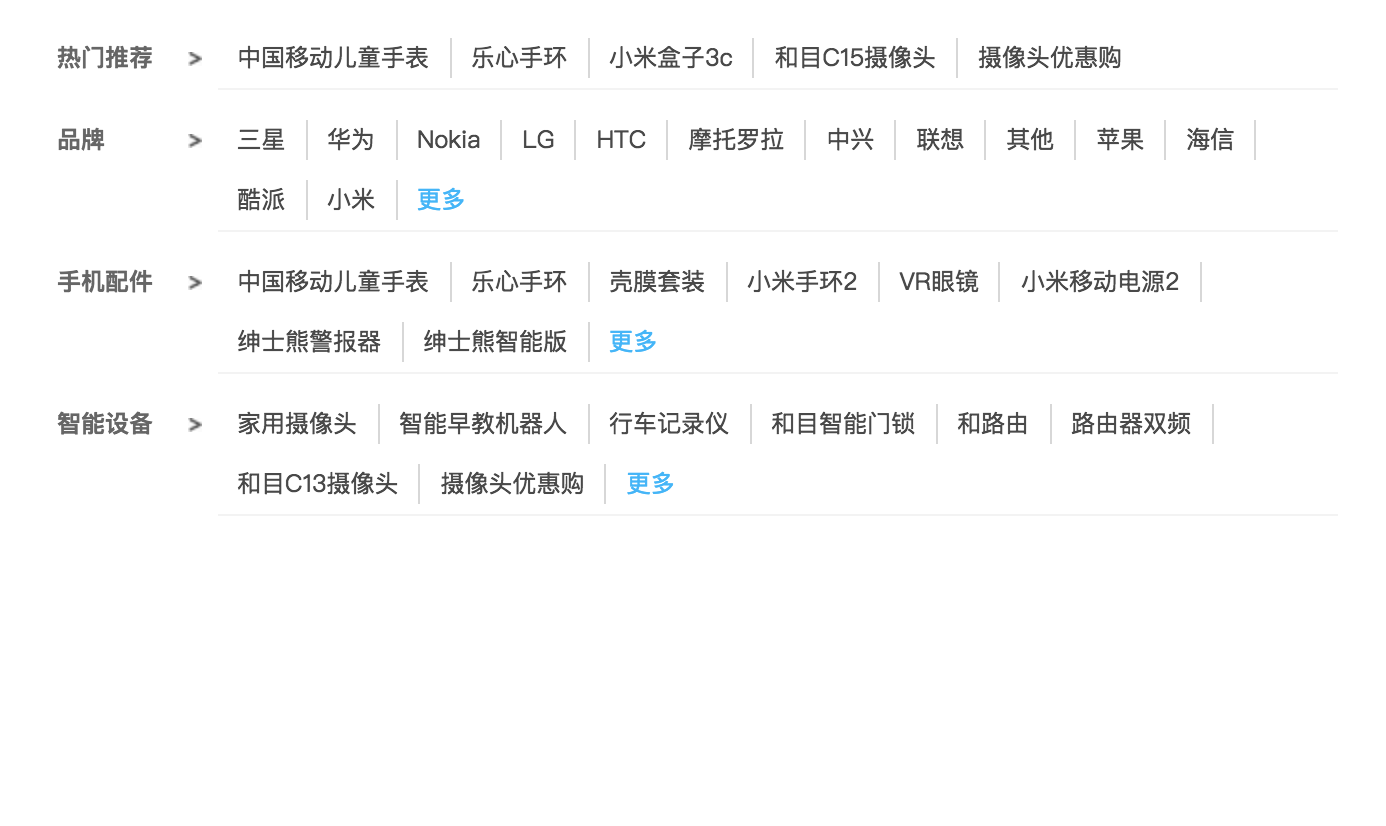 热门推荐 > 中国移动儿童手表 乐心手环 小米盒子3c 和目C15摄像头 摄像头优惠购
品牌 > 三星 华为 Nokia LG HTC 摩托罗拉 中兴 联想 其他 苹果 海信
酷派 小米 更多
手机配件 > 中国移动儿童手表 乐心手环 壳膜套装 小米手环2 VR眼镜 小米移动电源2
绅士熊警报器 绅士熊智能版 更多
智能设备 > 家用摄像头 智能早教机器人 行车记录仪 和目智能门锁 和路由 路由器双频
和目C13摄像头 摄像头优惠购 更多